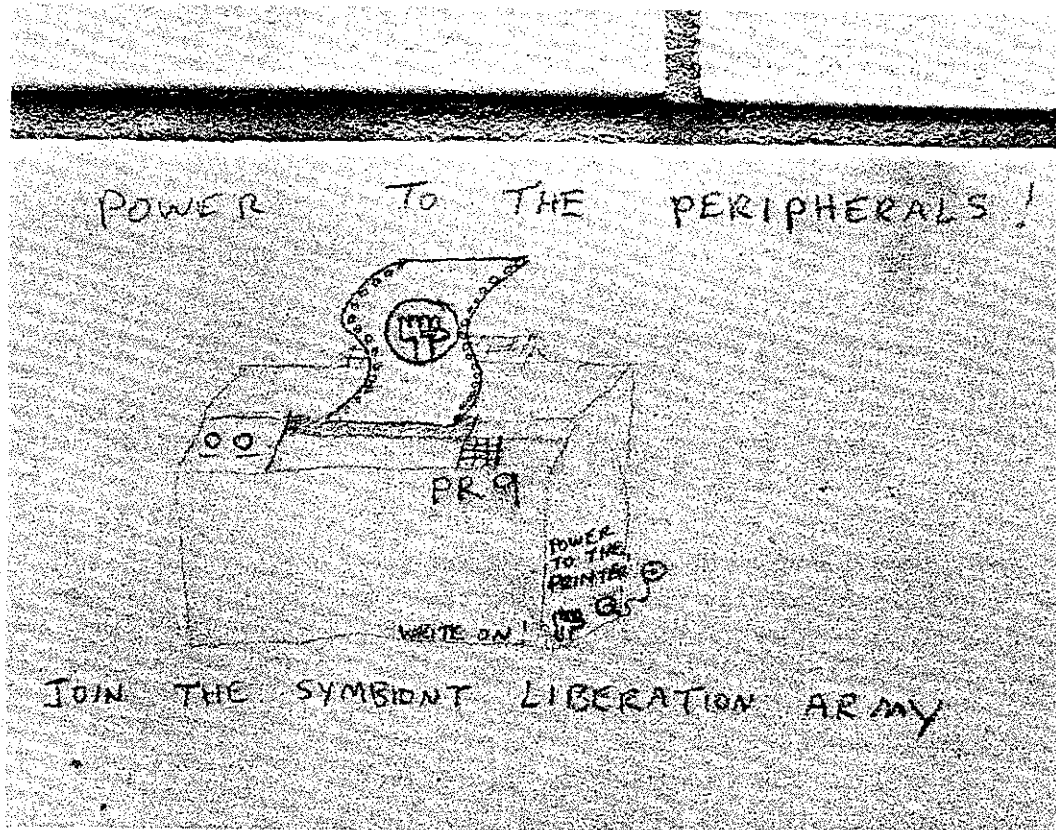 POWER TO THE PERIPHERALS!
PR9
POWER
TO THE
PRINTER
WRITE ON!
JOIN THE SYMBIONT LIBERATION ARMY